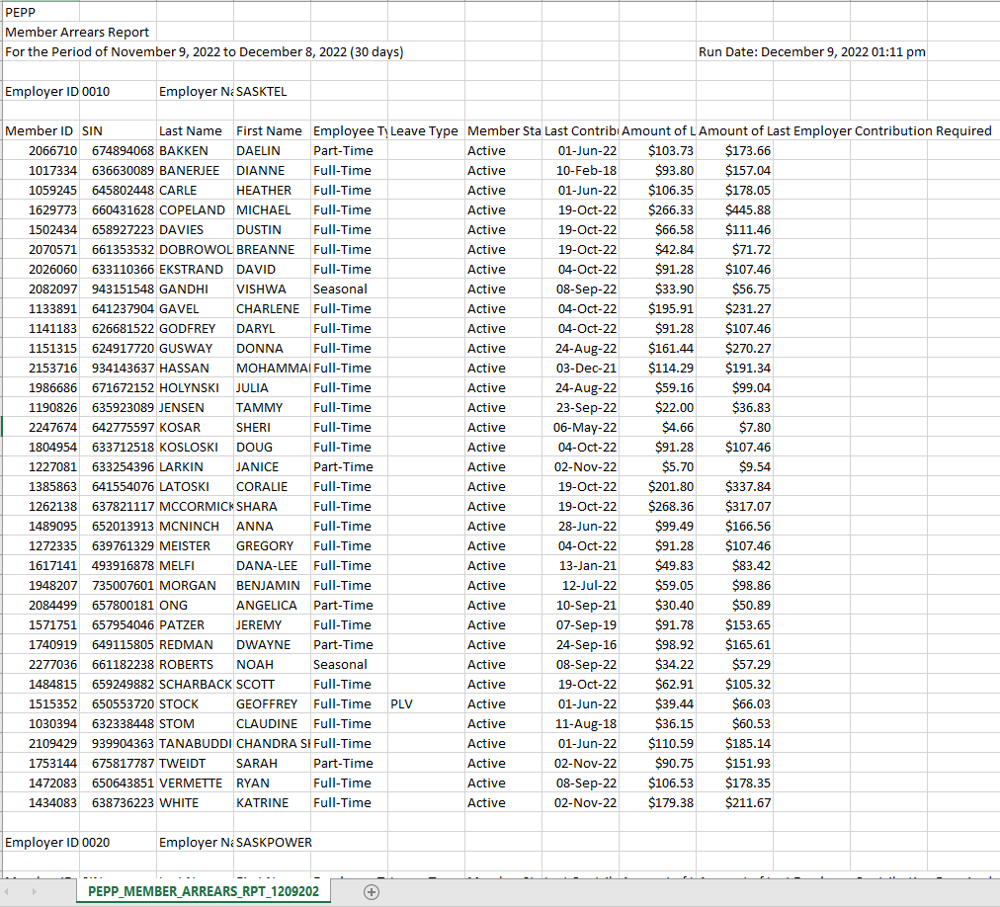 PEPP
Member Arrears Report
For the Period of November 9, 2022 to December 8, 2022 (30 days) Run Date: December 9, 2022 01:11 pm
Employer ID 0010 Employer Na SASKTEL
Member ID SIN Last Name First Name Employee Ty Leave Type Member Sta Last Contrib Amount of L Amount of Last Employer Contribution Required
2066710 674894068 BAKKEN DAELIN Part-Time Active 01-Jun-22 $103.73 $173.66
1017334 636630089 BANERJEE DIANNE Full-Time Active 10-Feb-18 $93.80 $157.04
1059245 645802448 CARLE HEATHER Full-Time Active 01-Jun-22 $106.35 $178.05
1629773 660431628 COPELAND MICHAEL Full-Time Active 19-Oct-22 $266.33 $445.88
1502434 658927223 DAVIES DUSTIN Full-Time Active 19-Oct-22 $66.58 $111.46
2070571 661353532 DOBROWOL BREANNE Full-Time Active 19-Oct-22 $42.84 $71.72
2026060 633110366 EKSTRAND DAVID Full-Time Active 04-Oct-22 $91.28 $107.46
2082097 943151548 GANDHI VISHWA Seasonal Active 08-Sep-22 $33.90 $56.75
1133891 641237904 GAVEL CHARLENE Full-Time Active 04-Oct-22 $195.91 $231.27
1141183 626681522 GODFREY DARYL Full-Time Active 04-Oct-22 $91.28 $107.46
1151315 624917720 GUSWAY DONNA Full-Time Active 24-Aug-22 $161.44 $270.27
2153716 934143637 HASSAN MOHAMMA Full-Time Active 03-Dec-21 $114.29 $191.34
1986686 671672152 HOLYNSKI JULIA Full-Time Active 24-Aug-22 $59.16 $99.04
1190826 635923089 JENSEN TAMMY Full-Time Active 23-Sep-22 $22.00 $36.83
2247674 642775597 KOSAR SHERI Full-Time Active 06-May-22 $4.66 $7.80
1804954 633712518 KOSLOSKI DOUG Full-Time Active 04-Oct-22 $91.28 $107.46
1227081 633254396 LARKIN JANICE Part-Time Active 02-Nov-22 $5.70 $9.54
1385863 641554076 LATOSKI CORALIE Full-Time Active 19-Oct-22 $201.80 $337.84
1262138 637821117 MCCORMICK SHARA Full-Time Active 19-Oct-22 $268.36 $317.07
1489095 652013913 MCNINCH ANNA Full-Time Active 28-Jun-22 $99.49 $166.56
1272335 639761329 MEISTER GREGORY Full-Time Active 04-Oct-22 $91.28 $107.46
1617141 493916878 MELFI DANA-LEE Full-Time Active 13-Jan-21 $49.83 $83.42
1948207 735007601 MORGAN BENJAMIN Full-Time Active 12-Jul-22 $59.05 $98.86
2084499 657800181 ONG ANGELICA Part-Time Active 10-Sep-21 $30.40 $50.89
1571751 657954046 PATZER JEREMY Full-Time Active 07-Sep-19 $91.78 $153.65
1740919 649115805 REDMAN DWAYNE Part-Time Active 24-Sep-16 $98.92 $165.61
2277036 661182238 ROBERTS NOAH Seasonal Active 08-Sep-22 $34.22 $57.29
1484815 659249882 SCHARBACK SCOTT Full-Time Active 19-Oct-22 $62.91 $105.32
1515352 650553720 STOCK GEOFFREY Full-Time PLV Active 01-Jun-22 $39.44 $66.03
1030394 632338448 STOM CLAUDINE Full-Time Active 11-Aug-18 $36.15 $60.53
2109429 939904363 TANABUDDI CHANDRA SH Full-Time Active 01-Jun-22 $110.59 $185.14
1753144 675817787 TWEIDT SARAH Part-Time Active 02-Nov-22 $90.75 $151.93
1472083 650643851 VERMETTE RYAN Full-Time Active 08-Sep-22 $106.53 $178.35
1434083 638736223 WHITE KATRINE Full-Time Active 02-Nov-22 $179.38 $211.67
Employer ID 0020 Employer Na SASKPOWER
PEPP_MEMBER_ARREARS_RPT_1209202